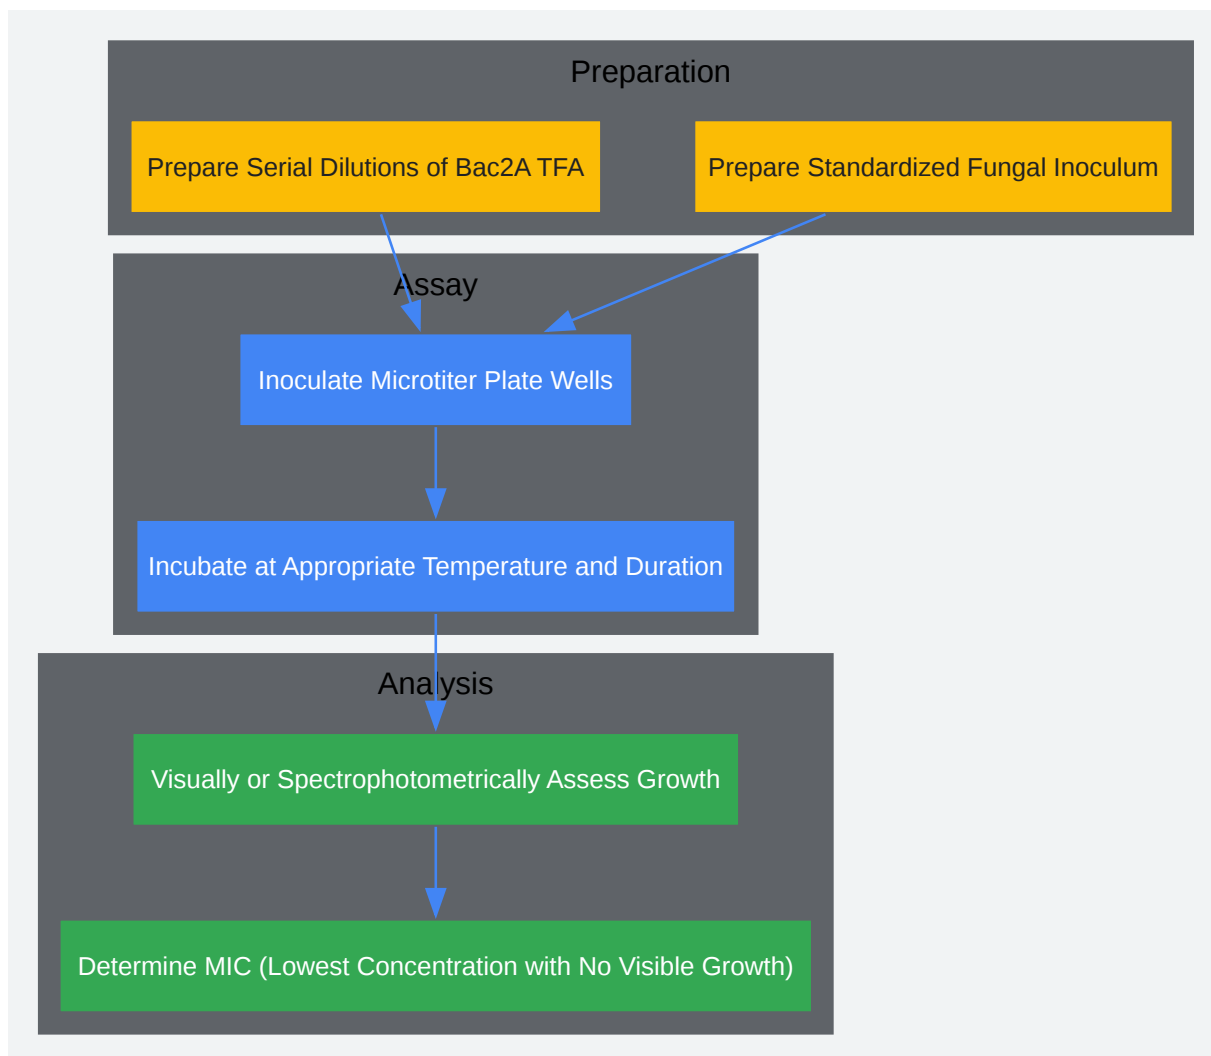 Preparation
Prepare Serial Dilutions of Bac2A TFA
Prepare Standardized Fungal Inoculum
Assay
Inoculate Microtiter Plate Wells
Incubate at Appropriate Temperature and Duration
Analysis
Visually or Spectrophotometrically Assess Growth
Determine MIC (Lowest Concentration with No Visible Growth)